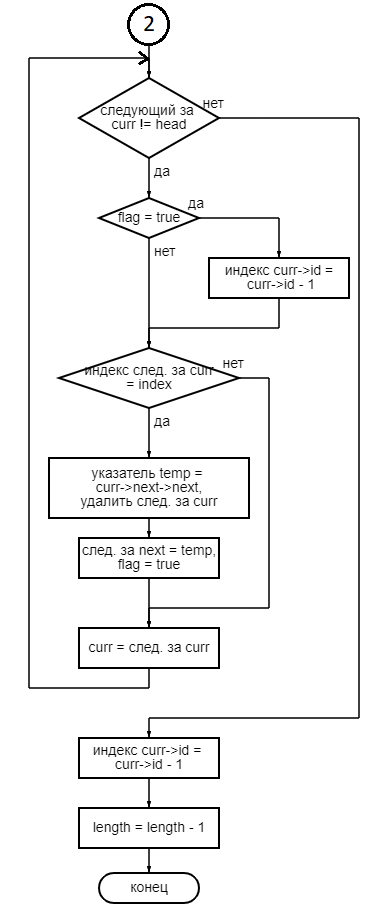 2
нет
следующий за
curr != head
да
да
flag = true
нет
индекс curr->id =
curr->id - 1
нет
индекс след. за curr
= index
да
указатель temp =
curr->next->next,
удалить след. за curr
след. за next = temp,
flag = true
curr = след. за curr
индекс curr->id =
curr->id - 1
length = length - 1
конец